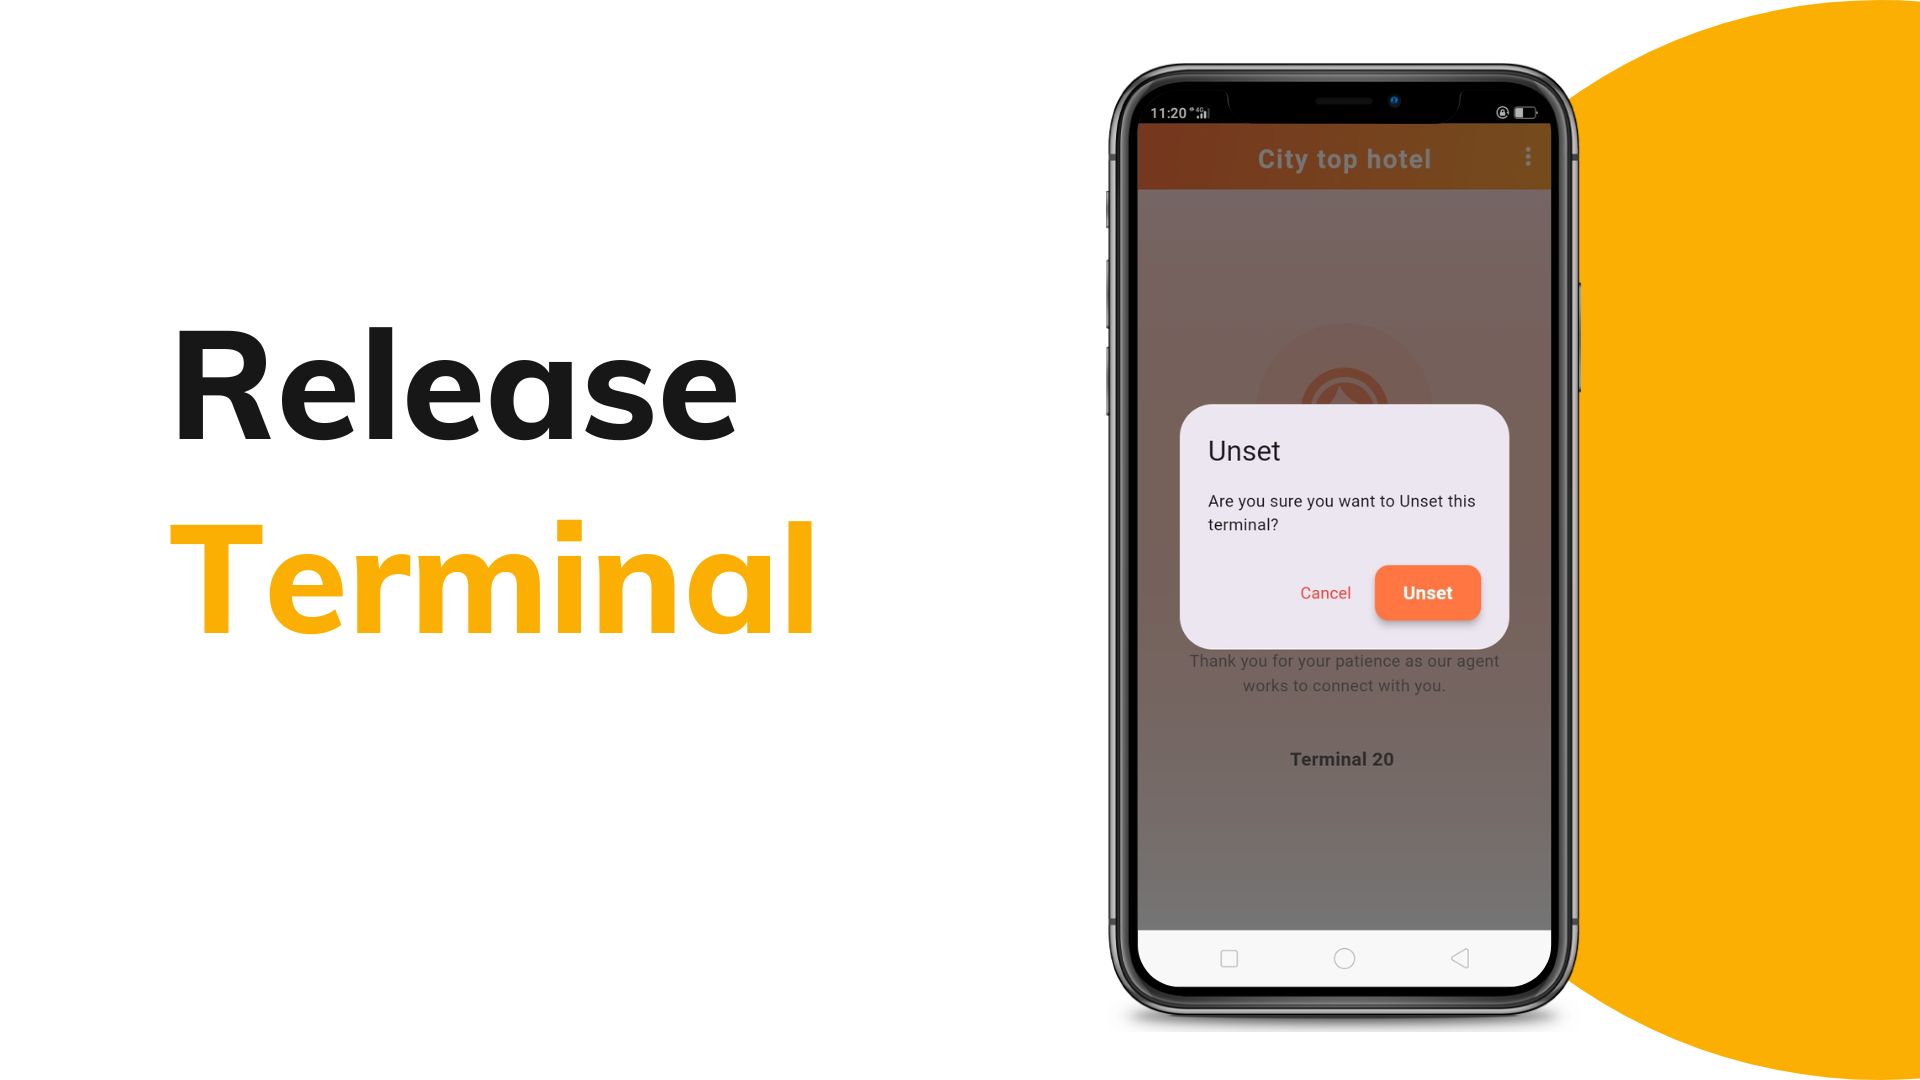 Release
Terminal
11:20
4G
City top hotel
Unset
Are you sure you want to Unset this
terminal?
Cancel
Unset
Thank you for your patience as our agent
works to connect with you.
Terminal 20